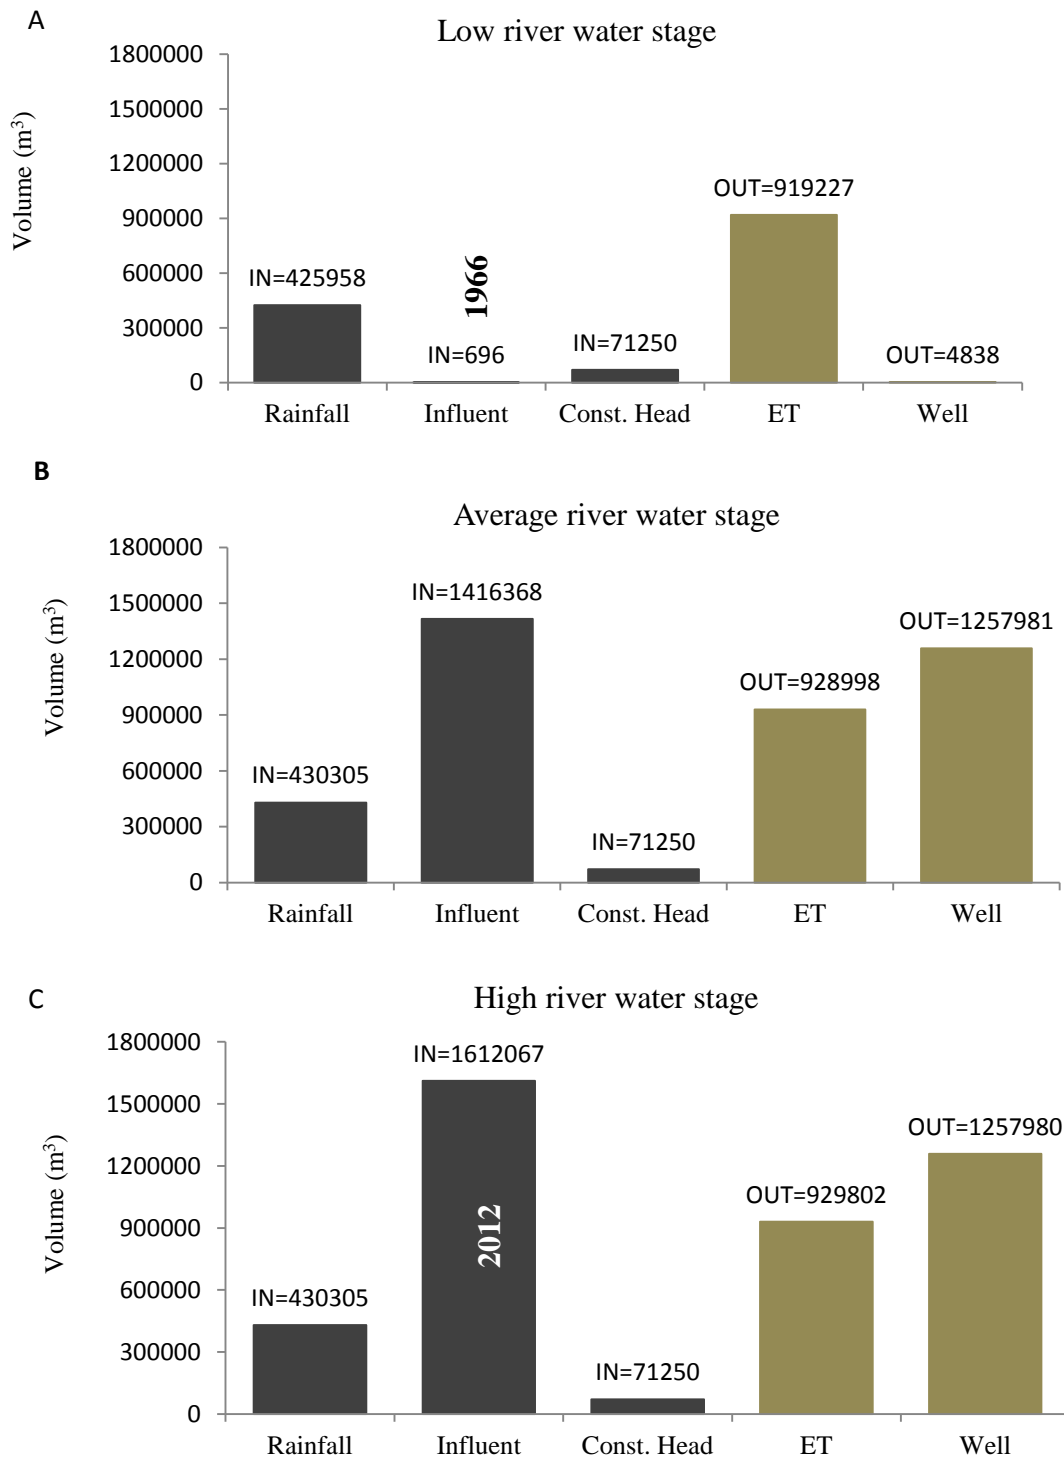 A
Low river water stage
Volume (m³)
1800000
1500000
1200000
900000
600000
300000
0
IN=425958
1966
IN=696
IN=71250
OUT=919227
OUT=4838
Rainfall Influent Const. Head ET Well
B
Average river water stage
Volume (m³)
1800000
1500000
1200000
900000
600000
300000
0
IN=430305
IN=1416368
IN=71250
OUT=928998
OUT=1257981
Rainfall Influent Const. Head ET Well
C
High river water stage
Volume (m³)
1800000
1500000
1200000
900000
600000
300000
0
IN=430305
IN=1612067
2012
IN=71250
OUT=929802
OUT=1257980
Rainfall Influent Const. Head ET Well